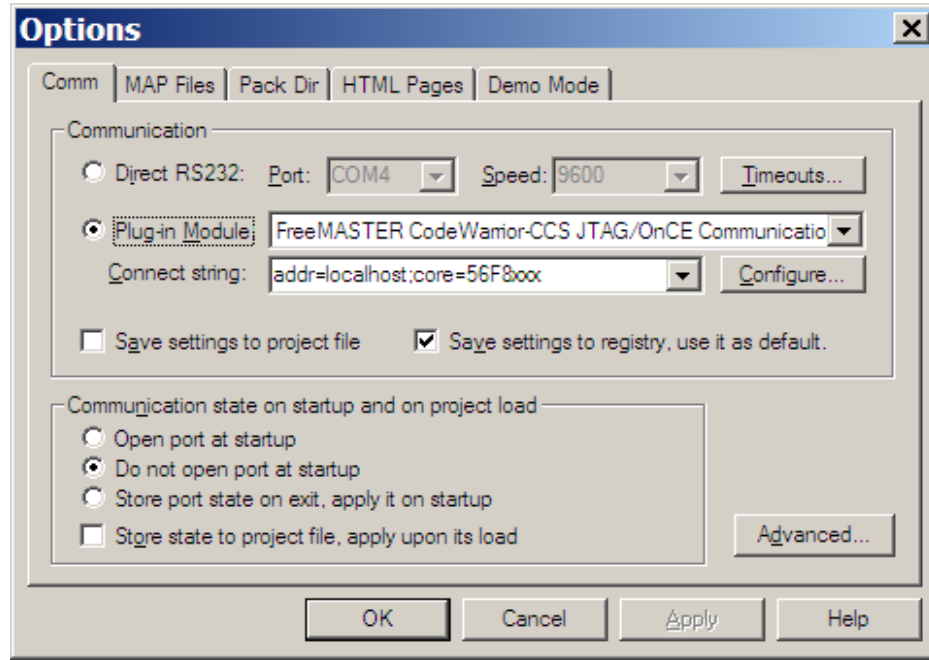 Options
Comm MAP Files Pack Dir HTML Pages Demo Mode
Communication
Direct RS232: Port: COM4 Speed: 9600 Timeouts...
Plug-in Module FreeMASTER CodeWarrior-CCS JTAG/OnCE Communicatio
Connect string: addr=localhost;core=56F8xxx Configure...
Save settings to project file Save settings to registry, use it as default.
Communication state on startup and on project load
Open port at startup
Do not open port at startup
Store port state on exit, apply it on startup
Store state to project file, apply upon its load Advanced...
OK Cancel Apply Help